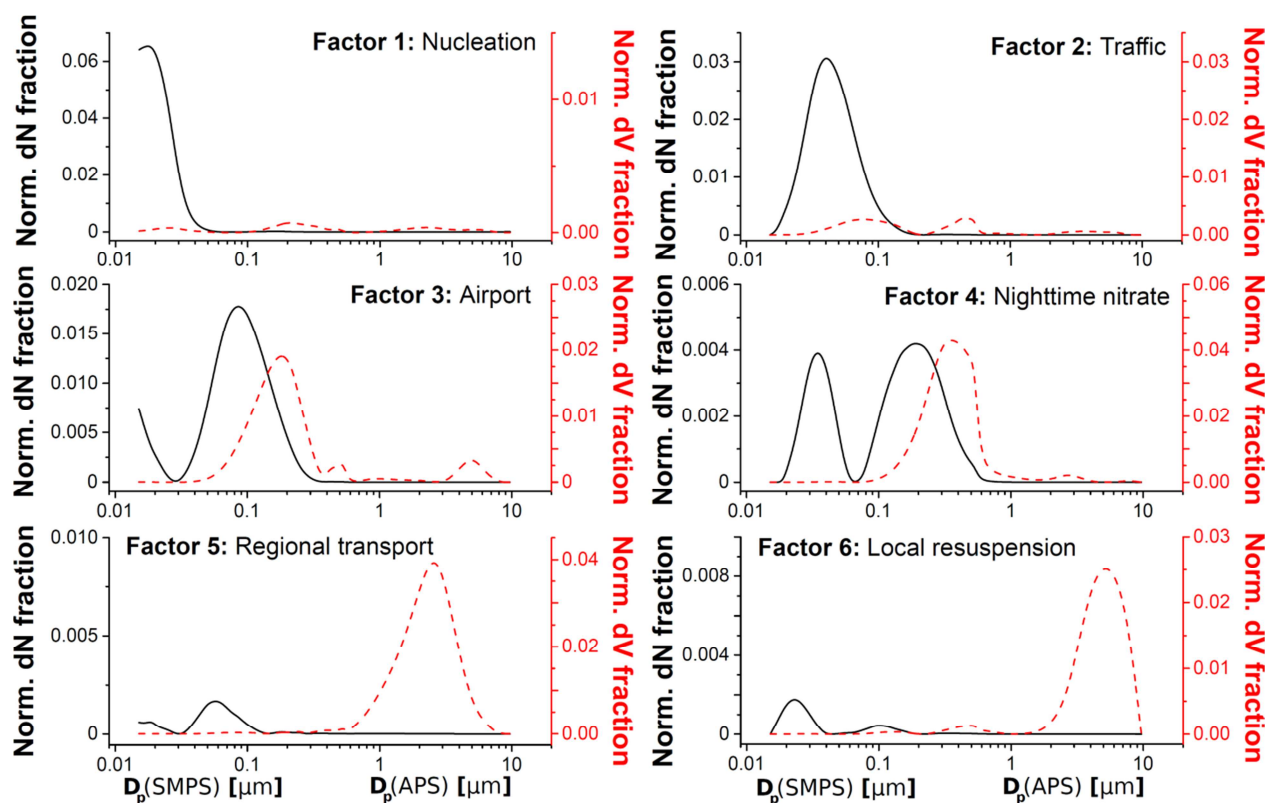 Factor 1: Nucleation
Norm. dN fraction
0.06
0.04
0.02
0
0.01
0.00
Norm. dV fraction
0.01 0.1 1 10
Factor 2: Traffic
Norm. dN fraction
0.03
0.02
0.01
0.00
0.03
0.02
0.01
0.00
Norm. dV fraction
0.01 0.1 1 10
Factor 3: Airport
Norm. dN fraction
0.020
0.015
0.010
0.005
0
0.03
0.02
0.01
0
Norm. dV fraction
0.01 0.1 1 10
Factor 4: Nighttime nitrate
Norm. dN fraction
0.006
0.004
0.002
0
0.06
0.04
0.02
0.00
Norm. dV fraction
0.01 0.1 1 10
Factor 5: Regional transport
Norm. dN fraction
0.010
0.005
0
0.04
0.02
0.00
Norm. dV fraction
0.01 0.1 1 10
Dp(SMPS) [µm] Dp(APS) [µm]
Factor 6: Local resuspension
Norm. dN fraction
0.008
0.004
0
0.03
0.02
0.01
0.00
Norm. dV fraction
0.01 0.1 1 10
Dp(SMPS) [µm] Dp(APS) [µm]